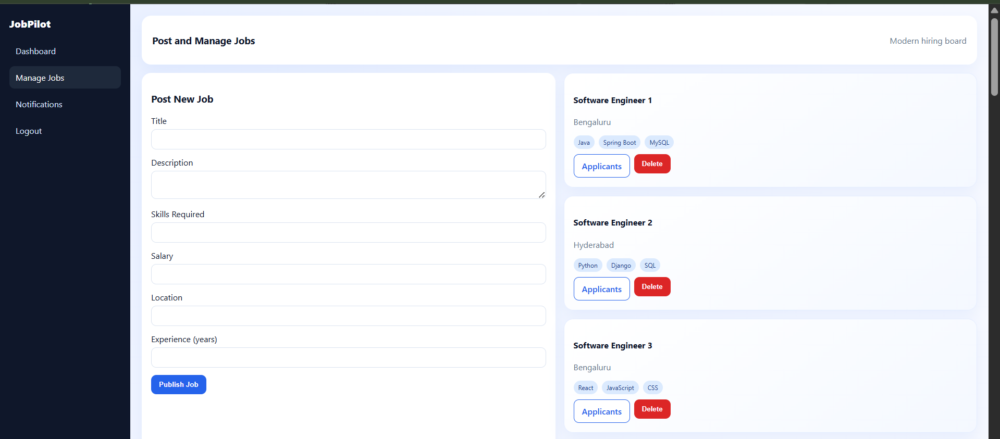 JobPilot
Dashboard
Manage Jobs
Notifications
Logout
Post and Manage Jobs
Modern hiring board
Post New Job
Title
Description
Skills Required
Salary
Location
Experience (years)
Publish Job
Software Engineer 1
Bengaluru
Java Spring Boot MySQL
Applicants Delete
Software Engineer 2
Hyderabad
Python Django SQL
Applicants Delete
Software Engineer 3
Bengaluru
React JavaScript CSS
Applicants Delete